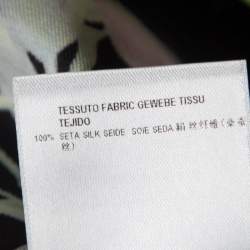 TESSUTO FABRIC GEWEBE TISSU
TEJIDO
100% SETA SILK SEIDE SOIE SEDA 絹 丝纤维(桑蚕
丝)